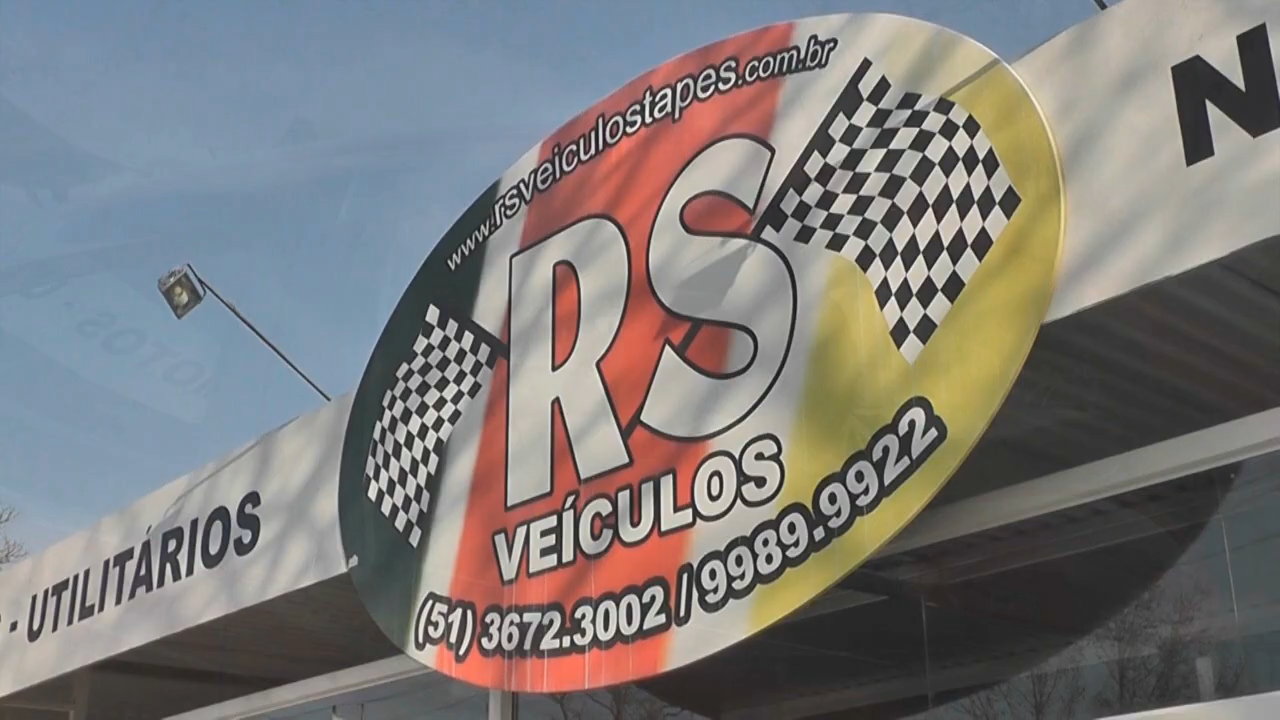 www.rsveiculostapes.com.br
RS
VEÍCULOS
(51) 3672.3002 / 9989.9922
- UTILITÁRIOS